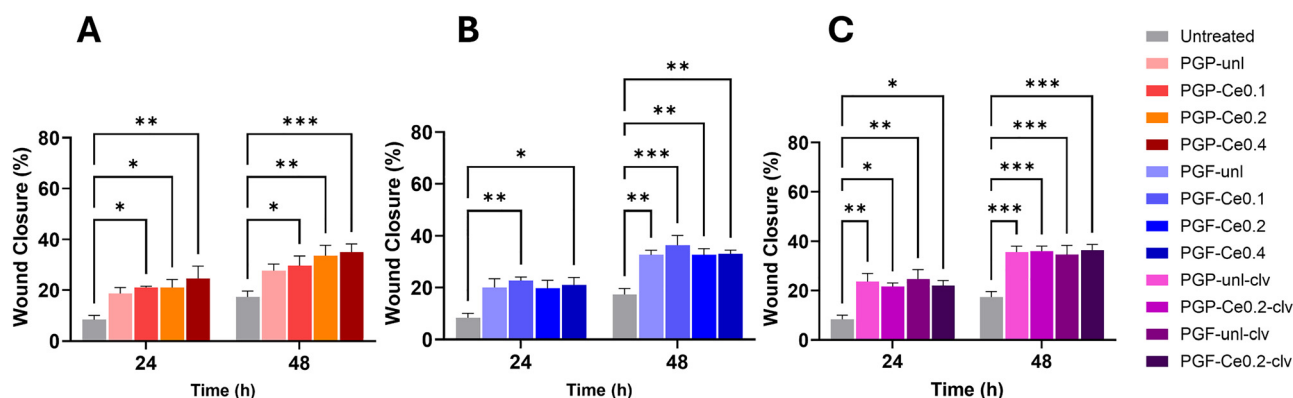 A
Wound Closure (%)
80
60
40
20
0
**
*
*
***
**
*
24
48
Time (h)
B
Wound Closure (%)
80
60
40
20
0
*
**
**
**
***
**
24
48
Time (h)
C
Wound Closure (%)
80
60
40
20
0
*
**
*
**
***
***
***
***
24
48
Time (h)
Untreated
PGP-unl
PGP-Ce0.1
PGP-Ce0.2
PGP-Ce0.4
PGF-unl
PGF-Ce0.1
PGF-Ce0.2
PGF-Ce0.4
PGP-unl-clv
PGP-Ce0.2-clv
PGF-unl-clv
PGF-Ce0.2-clv